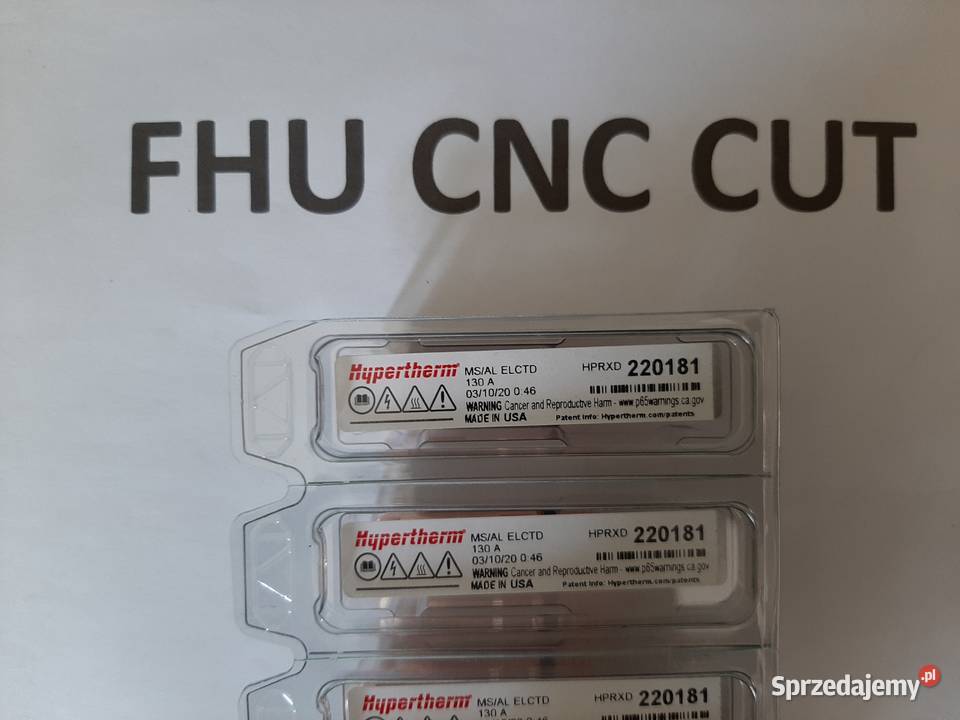 FHU CNC CUT
Hypertherm MS/AL ELCTD HPRXD 220181
130 A
03/10/20 0:46
WARNING Cancer and Reproductive Harm - www.p65warnings.ca.gov
MADE IN USA Patent Info: Hypertherm.com/patents
Hypertherm MS/AL ELCTD HPRXD 220181
130 A
03/10/20 0:46
WARNING Cancer and Reproductive Harm - www.p65warnings.ca.gov
MADE IN USA Patent Info: Hypertherm.com/patents
Hypertherm MS/AL ELCTD HPRXD 220181
130 A
Sprzedajemy.pl